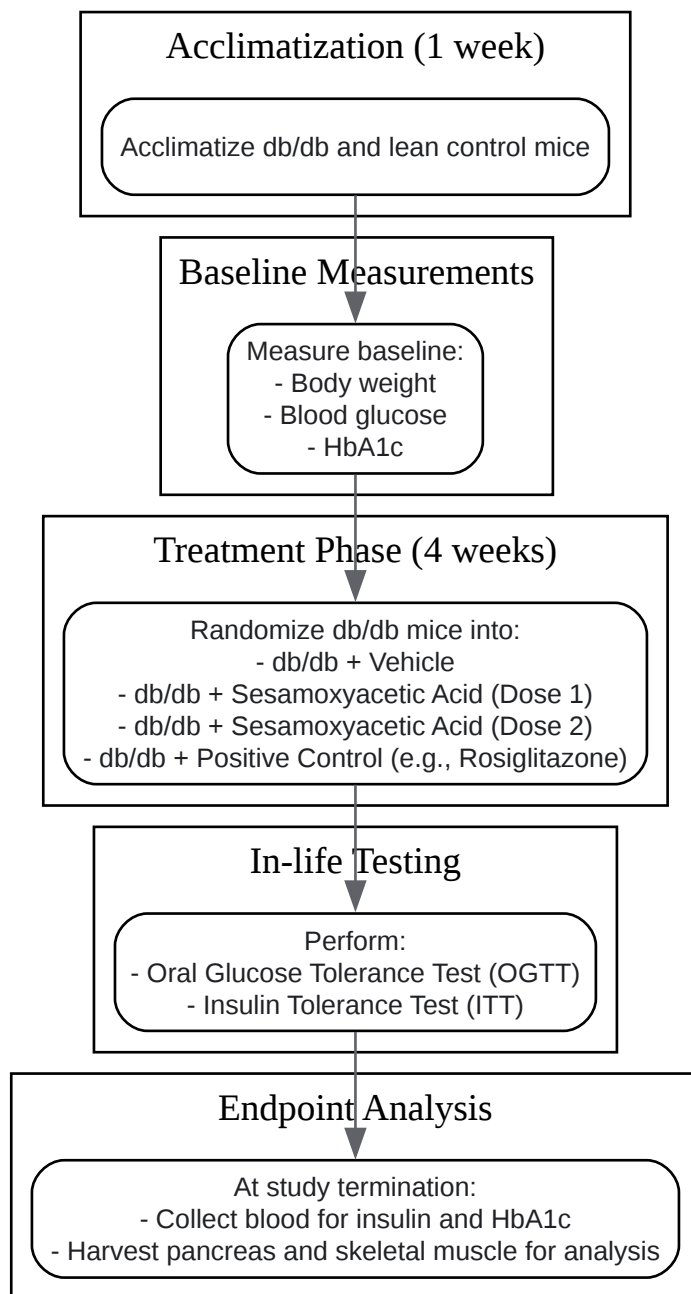 Acclimatization (1 week)
Acclimatize db/db and lean control mice
Baseline Measurements
Measure baseline:
- Body weight
- Blood glucose
- HbA1c
Treatment Phase (4 weeks)
Randomize db/db mice into:
- db/db + Vehicle
- db/db + Sesamoxyacetic Acid (Dose 1)
- db/db + Sesamoxyacetic Acid (Dose 2)
- db/db + Positive Control (e.g., Rosiglitazone)
In-life Testing
Perform:
- Oral Glucose Tolerance Test (OGTT)
- Insulin Tolerance Test (ITT)
Endpoint Analysis
At study termination:
- Collect blood for insulin and HbA1c
- Harvest pancreas and skeletal muscle for analysis